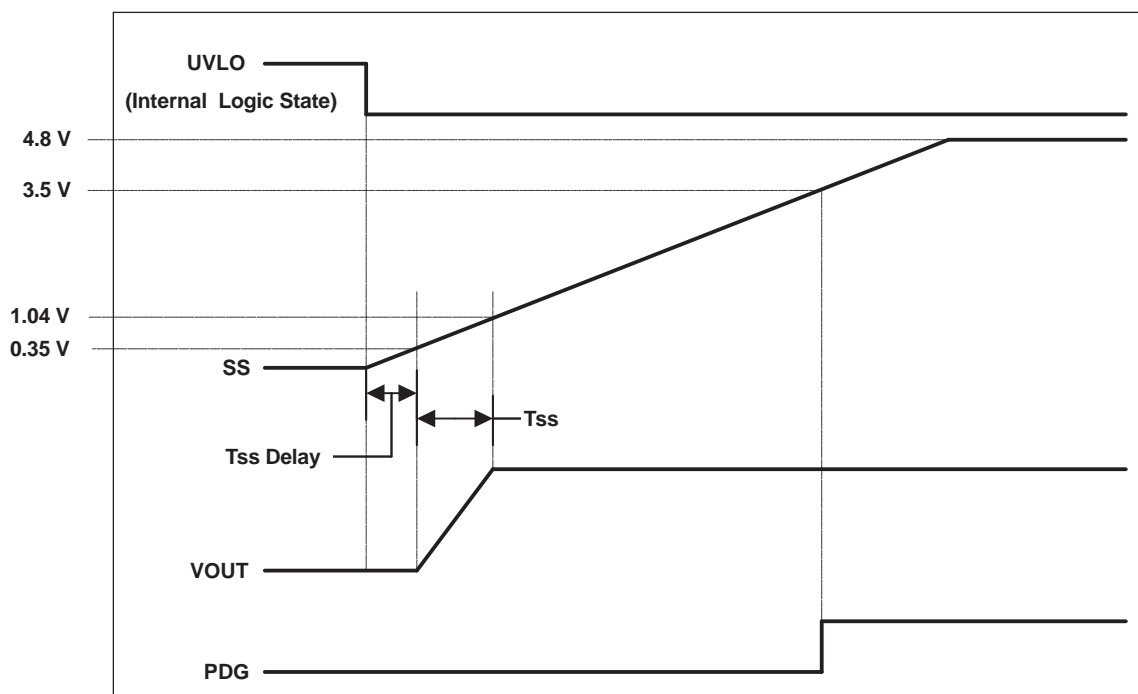 UVLO
(Internal Logic State)
4.8 V
3.5 V
1.04 V
0.35 V
SS
Tss
Tss Delay
VOUT
PDG